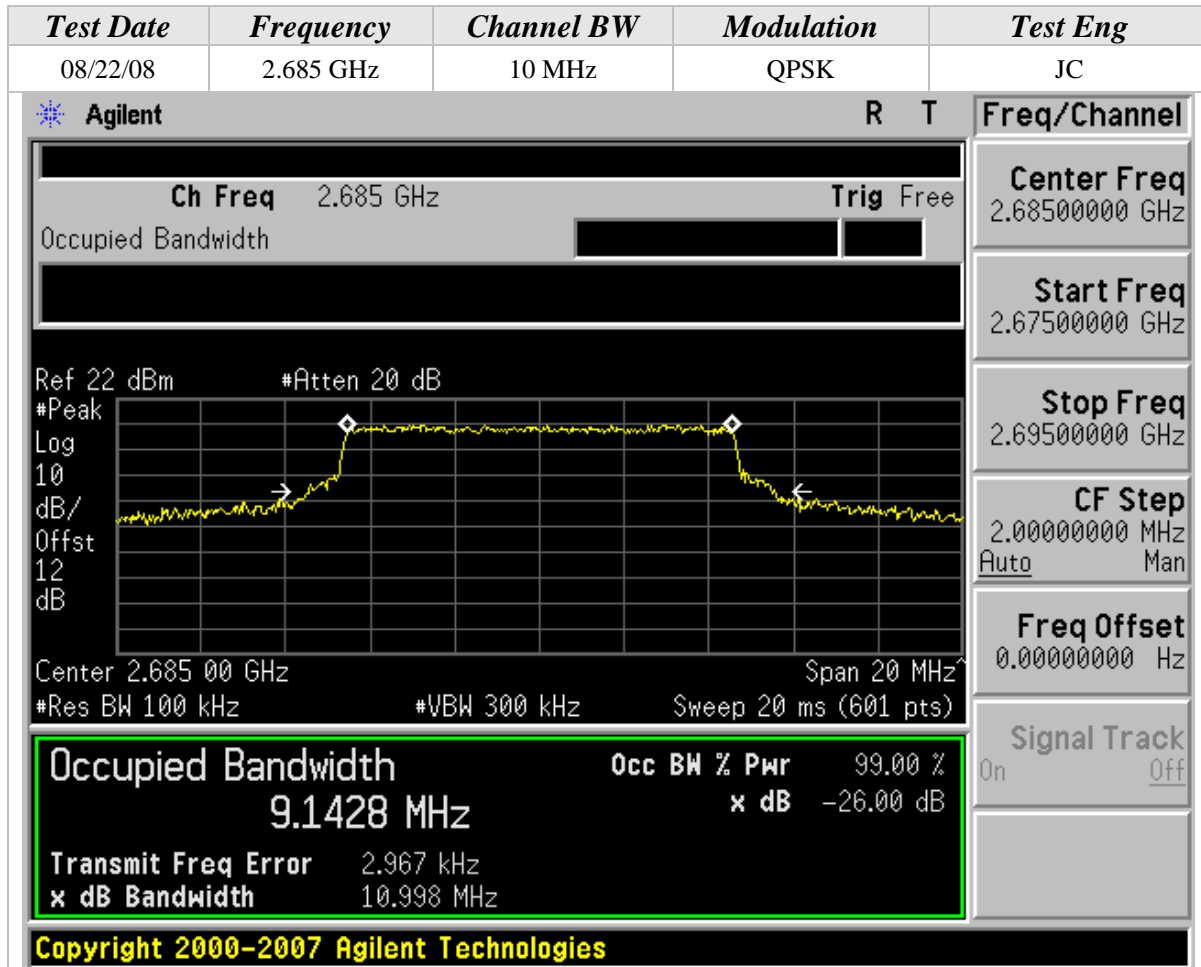 Test Date Frequency Channel BW Modulation Test Eng
08/22/08 2.685 GHz 10 MHz QPSK JC
Agilent R T Freq/Channel
Ch Freq 2.685 GHz Trig Free
Occupied Bandwidth
Center Freq
2.68500000 GHz
Start Freq
2.67500000 GHz
Stop Freq
2.69500000 GHz
CF Step
2.00000000 MHz
Auto Man
Freq Offset
0.00000000 Hz
Signal Track
On Off
Ref 22 dBm #Atten 20 dB
#Peak
Log
10
dB/
Offst
12
dB
Center 2.685 00 GHz Span 20 MHz^
#Res BW 100 kHz #VBW 300 kHz Sweep 20 ms (601 pts)
Occupied Bandwidth Occ BW % Pwr 99.00 %
9.1428 MHz x dB -26.00 dB
Transmit Freq Error 2.967 kHz
x dB Bandwidth 10.998 MHz
Copyright 2000-2007 Agilent Technologies